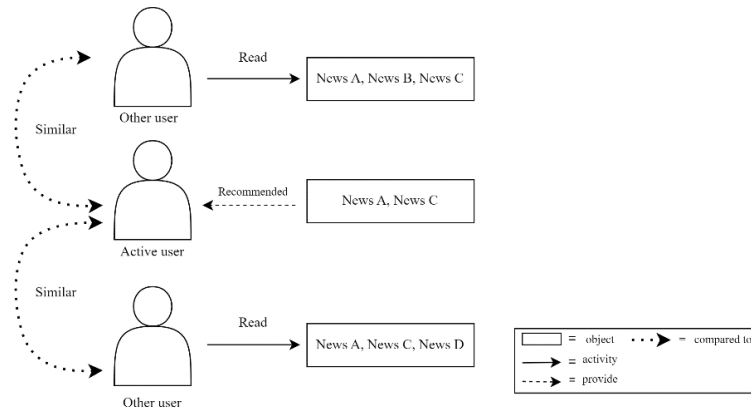 Read
News A, News B, News C
Other user
Similar
Recommended
News A, News C
Active user
Similar
Read
News A, News C, News D
Other user
= object
= compared to
= activity
= provide